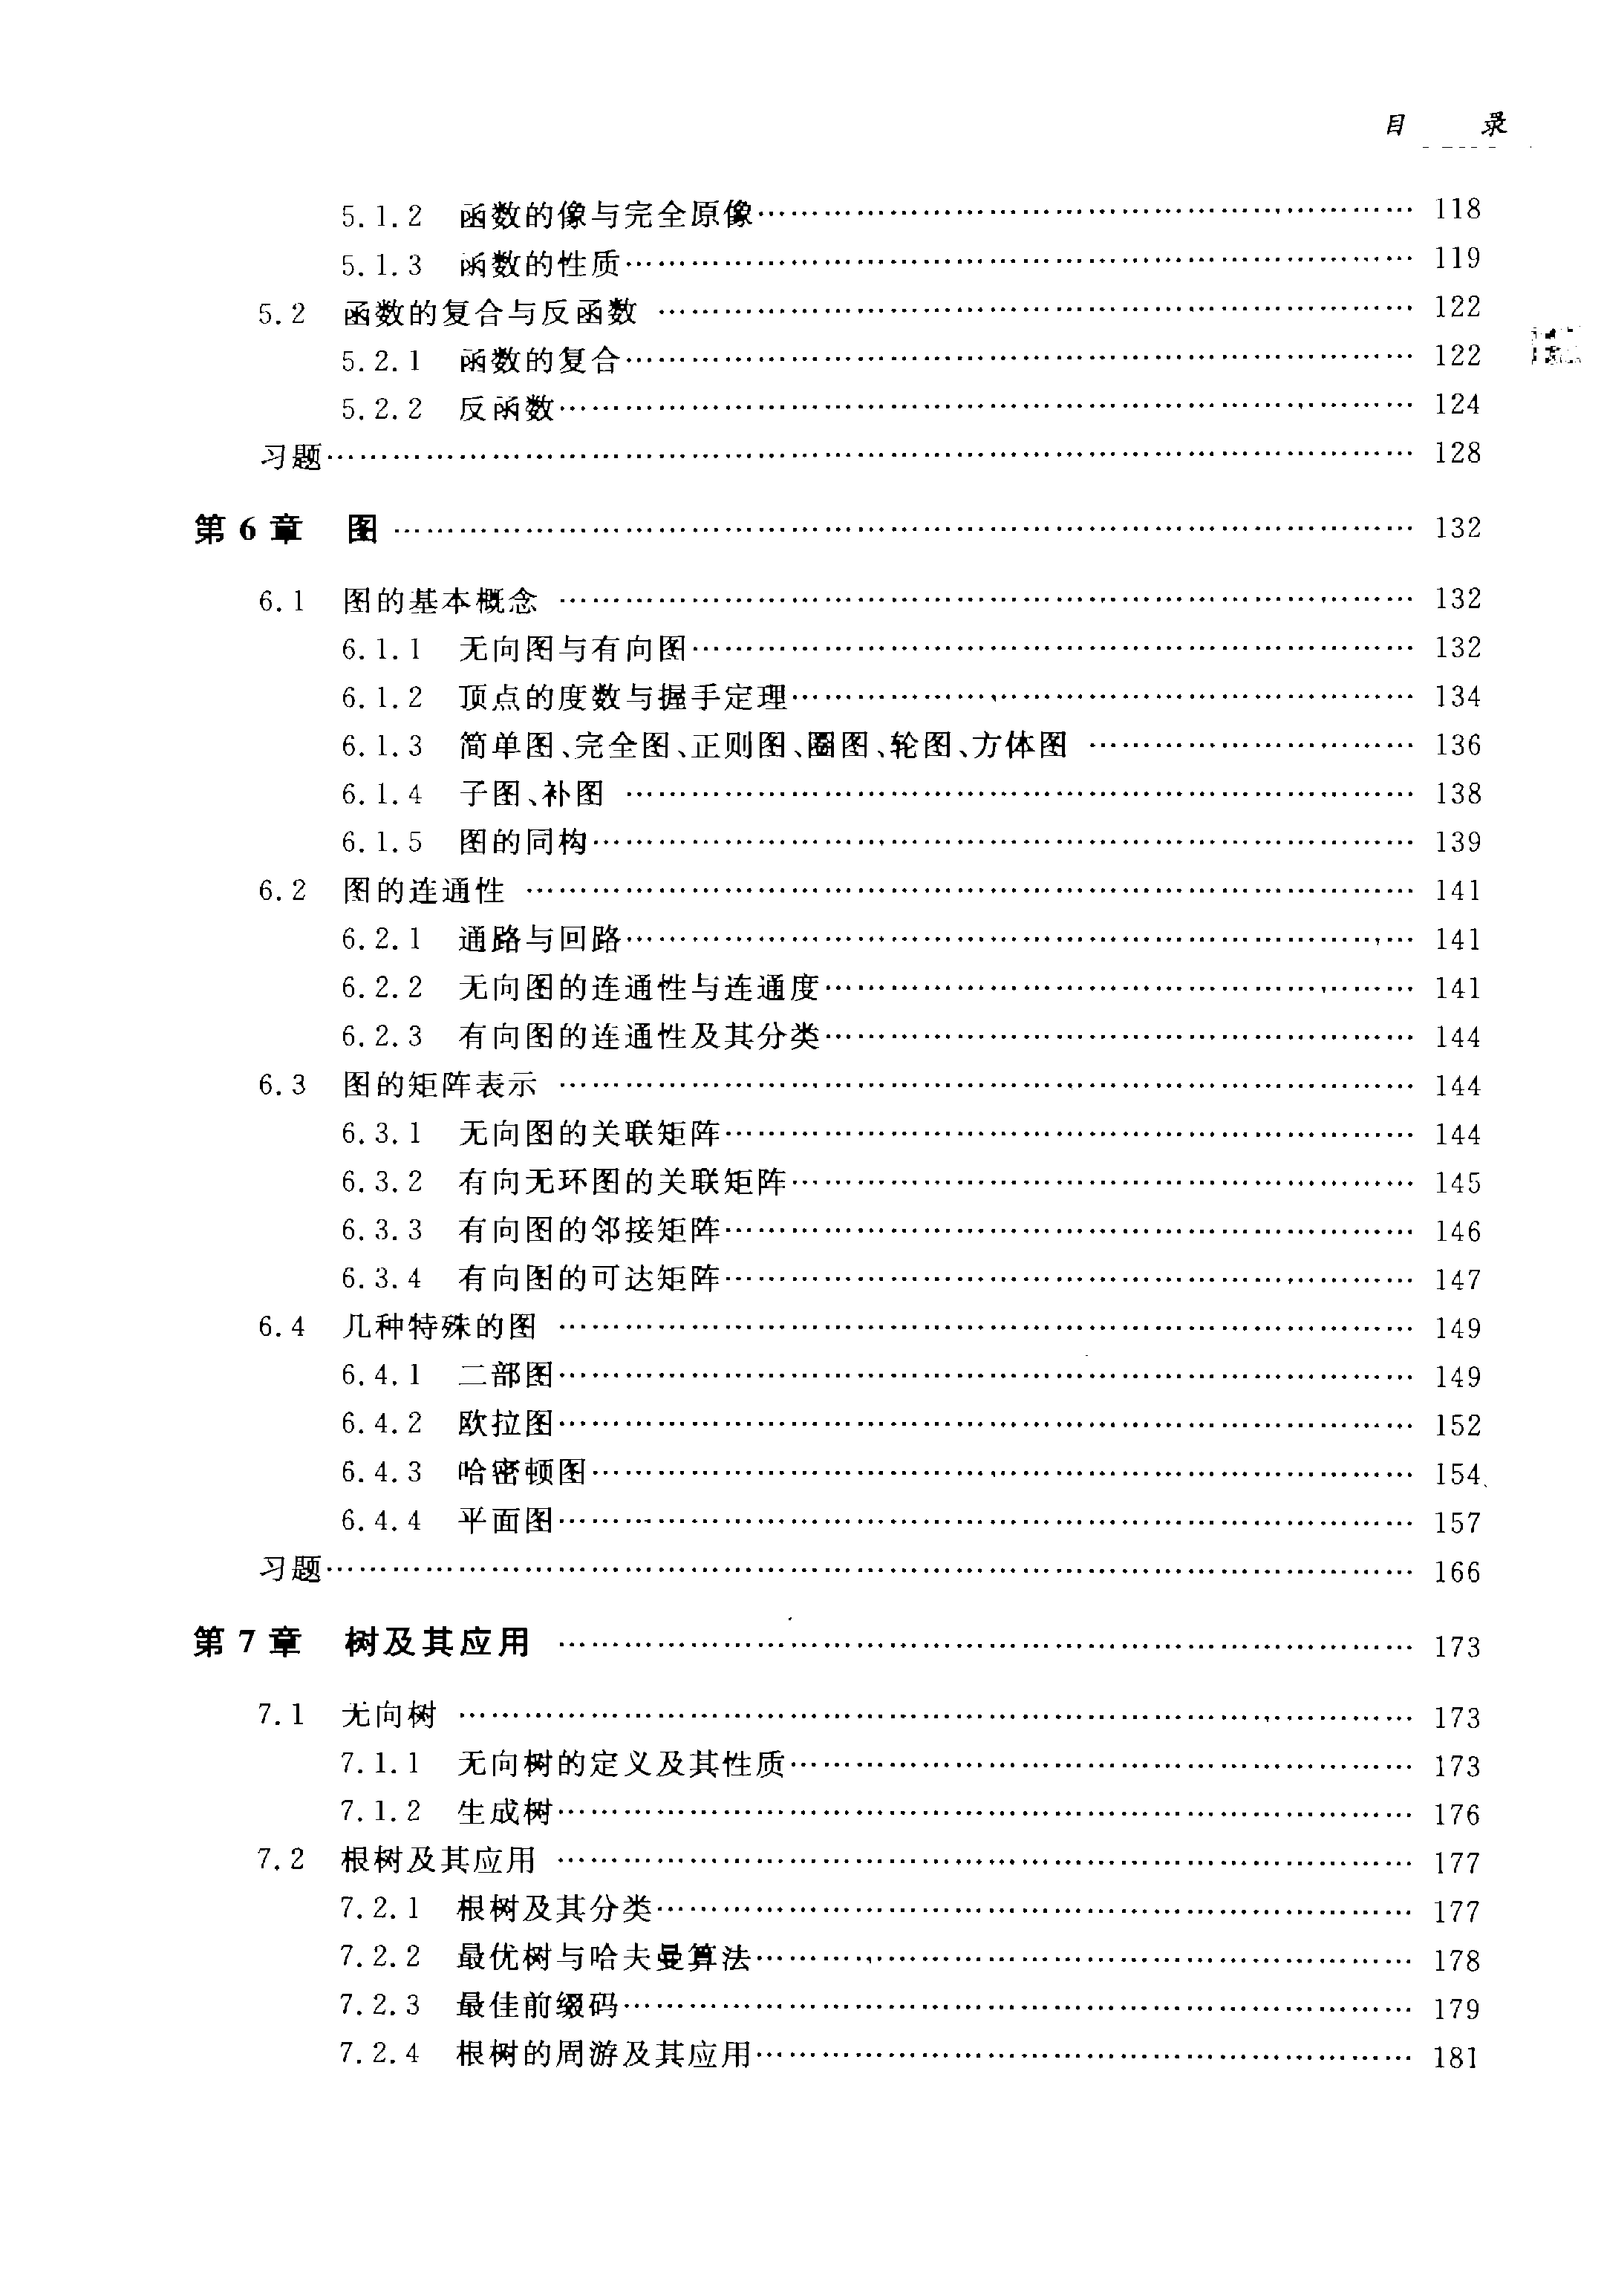 目 录
5.1.2 函数的像与完全原像…… 118
5.1.3 函数的性质…… 119
5.2 函数的复合与反函数 …… 122
5.2.1 函数的复合…… 122
5.2.2 反函数…… 124
习题…… 128
第 6 章 图 …… 132
6.1 图的基本概念 …… 132
6.1.1 无向图与有向图…… 132
6.1.2 顶点的度数与握手定理…… 134
6.1.3 简单图、完全图、正则图、圈图、轮图、方体图 …… 136
6.1.4 子图、补图 …… 138
6.1.5 图的同构…… 139
6.2 图的连通性 …… 141
6.2.1 通路与回路…… 141
6.2.2 无向图的连通性与连通度…… 141
6.2.3 有向图的连通性及其分类…… 144
6.3 图的矩阵表示 …… 144
6.3.1 无向图的关联矩阵…… 144
6.3.2 有向无环图的关联矩阵…… 145
6.3.3 有向图的邻接矩阵…… 146
6.3.4 有向图的可达矩阵…… 147
6.4 几种特殊的图 …… 149
6.4.1 二部图…… 149
6.4.2 欧拉图…… 152
6.4.3 哈密顿图…… 154
6.4.4 平面图…… 157
习题…… 166
第 7 章 树及其应用 …… 173
7.1 无向树 …… 173
7.1.1 无向树的定义及其性质…… 173
7.1.2 生成树…… 176
7.2 根树及其应用 …… 177
7.2.1 根树及其分类…… 177
7.2.2 最优树与哈夫曼算法…… 178
7.2.3 最佳前缀码…… 179
7.2.4 根树的周游及其应用…… 181